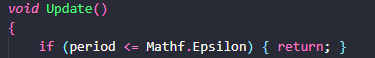 void Update()
{
if (period <= Mathf.Epsilon) { return; }